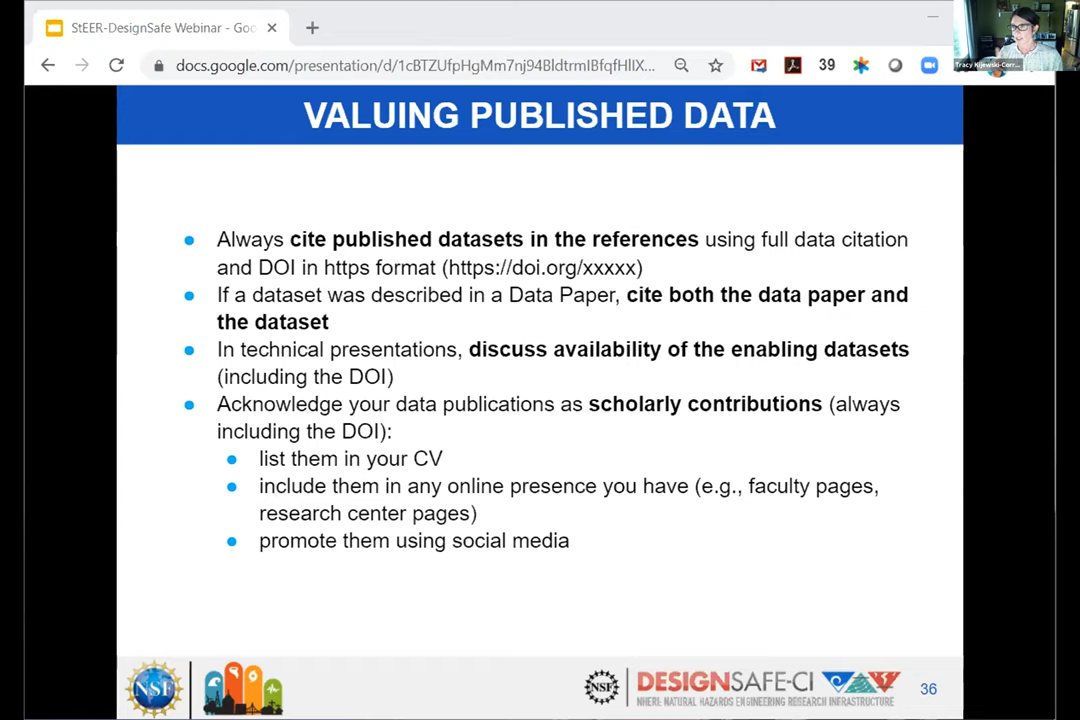 StEER-DesignSafe Webinar - Goo
docs.google.com/presentation/d/1cBTZUfpHgMm7nj94BldtrmIBfqfHlIX...
39
Tracy Kijewski-Corr...
VALUING PUBLISHED DATA
Always cite published datasets in the references using full data citation
and DOI in https format (https://doi.org/xxxxx)
If a dataset was described in a Data Paper, cite both the data paper and
the dataset
In technical presentations, discuss availability of the enabling datasets
(including the DOI)
Acknowledge your data publications as scholarly contributions (always
including the DOI):
list them in your CV
include them in any online presence you have (e.g., faculty pages,
research center pages)
promote them using social media
NSF
NSF
DESIGNSAFE-CI
NHERI: NATURAL HAZARDS ENGINEERING RESEARCH INFRASTRUCTURE
36